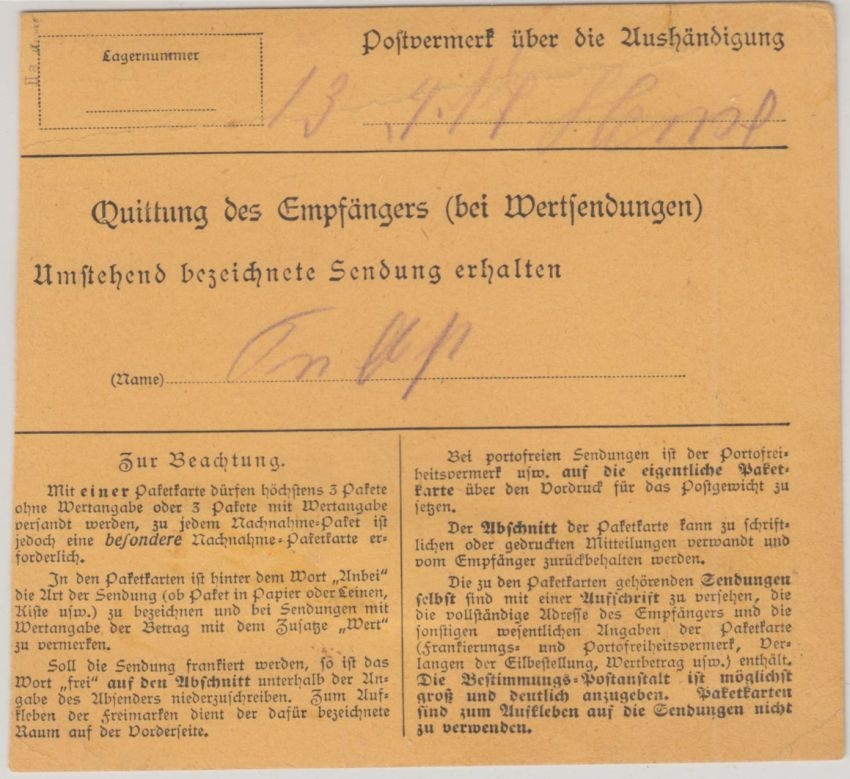 Lagernummer
Postvermerk über die Aushändigung
13 4. 14
Quittung des Empfängers (bei Wertsendungen)
Umstehend bezeichnete Sendung erhalten
(Name)
Zur Beachtung.
Mit einer Paketkarte dürfen höchstens 3 Pakete
ohne Wertangabe oder 3 Pakete mit Wertangabe
versandt werden, zu jedem Nachnahme-Paket ist
jedoch eine besondere Nachnahme-Paketkarte er-
forderlich.
In den Paketkarten ist hinter dem Wort „Anbei"
die Art der Sendung (ob Paket in Papier oder Leinen,
Kiste usw.) zu bezeichnen und bei Sendungen mit
Wertangabe der Betrag mit dem Zusatze „Wert"
zu vermerken.
Soll die Sendung frankiert werden, so ist das
Wort „frei" auf den Abschnitt unterhalb der An-
gabe des Absenders niederzuschreiben. Zum Auf-
kleben der Freimarken dient der dafür bezeichnete
Raum auf der Vorderseite.
Bei portofreien Sendungen ist der Portofrei-
heitsvermerk usw. auf die eigentliche Paket-
karte über den Vordruck für das Postgewicht zu
setzen.
Der Abschnitt der Paketkarte kann zu schrift-
lichen oder gedruckten Mitteilungen verwandt und
vom Empfänger zurückbehalten werden.
Die zu den Paketkarten gehörenden Sendungen
selbst sind mit einer Aufschrift zu versehen, die
die vollständige Adresse des Empfängers und die
sonstigen wesentlichen Angaben der Paketkarte
(Frankierungs- und Portofreiheitsvermerk, Ver-
langen der Eilbestellung, Wertbetrag usw.) enthält.
Die Bestimmungs-Postanstalt ist möglichst
groß und deutlich anzugeben. Paketkarten
sind zum Aufkleben auf die Sendungen nicht
zu verwenden.